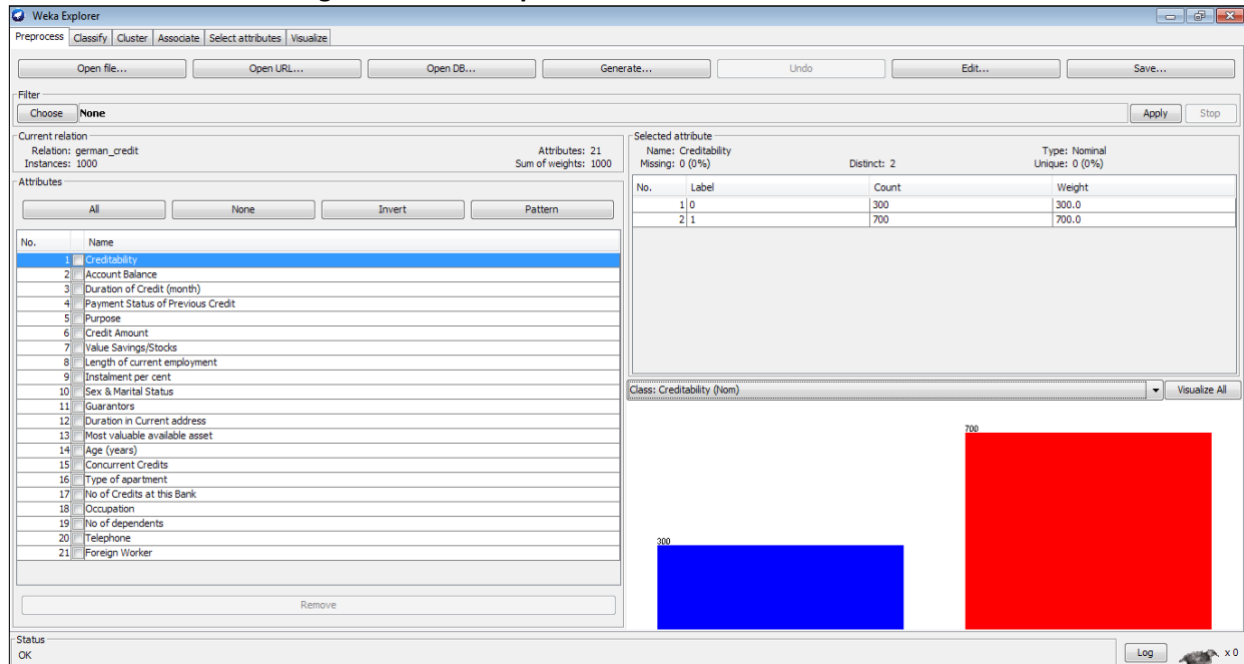 Weka Explorer
Preprocess Classify Cluster Associate Select attributes Visualize
Open file... Open URL... Open DB... Generate... Undo Edit... Save...
Filter
Choose None Apply Stop
Current relation
Relation: german_credit Attributes: 21
Instances: 1000 Sum of weights: 1000
Attributes
All None Invert Pattern
No. Name
1 Creditability
2 Account Balance
3 Duration of Credit (month)
4 Payment Status of Previous Credit
5 Purpose
6 Credit Amount
7 Value Savings/Stocks
8 Length of current employment
9 Instalment per cent
10 Sex & Marital Status
11 Guarantors
12 Duration in Current address
13 Most valuable available asset
14 Age (years)
15 Concurrent Credits
16 Type of apartment
17 No of Credits at this Bank
18 Occupation
19 No of dependents
20 Telephone
21 Foreign Worker
Remove
Selected attribute
Name: Creditability Type: Nominal
Missing: 0 (0%) Distinct: 2 Unique: 0 (0%)
No. Label Count Weight
1 0 300 300.0
2 1 700 700.0
Class: Creditability (Nom) Visualize All
700
300
Status
OK Log x 0